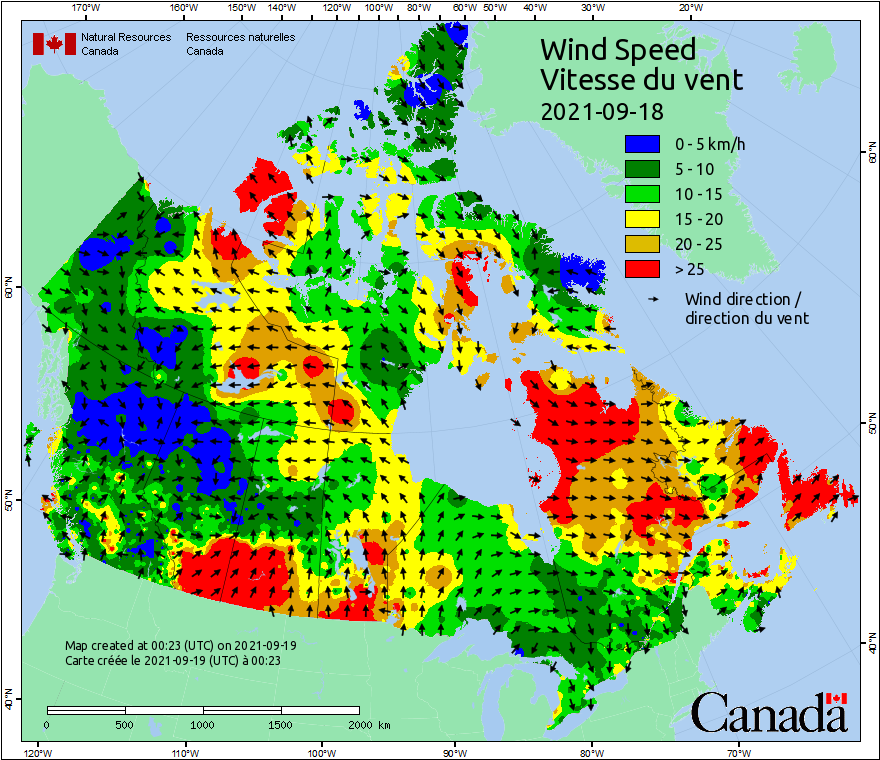 170°W 160°W 150°W 140°W 130°W 120°W 110°W 100°W 90°W 80°W 70°W 60°W 50°W 40°W 30°W 20°W
Natural Resources Ressources naturelles
Canada Canada
Wind Speed
Vitesse du vent
2021-09-18
0 - 5 km/h
5 - 10
10 - 15
15 - 20
20 - 25
> 25
Wind direction /
direction du vent
60°N 60°N
50°N 50°N
40°N 40°N
Map created at 00:23 (UTC) on 2021-09-19
Carte créée le 2021-09-19 (UTC) à 00:23
0 500 1000 1500 2000 km
Canada
120°W 110°W 100°W 90°W 80°W 70°W